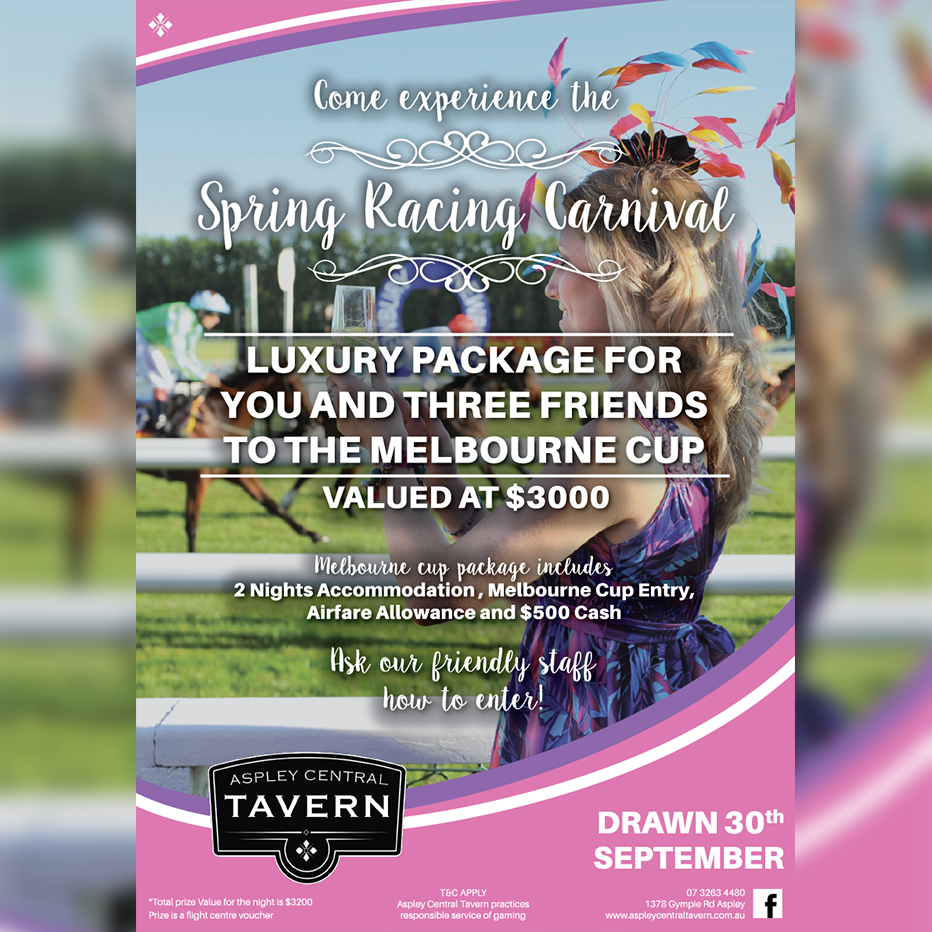 Come experience the
Spring Racing Carnival
LUXURY PACKAGE FOR
YOU AND THREE FRIENDS
TO THE MELBOURNE CUP
VALUED AT $3000
Melbourne cup package includes
2 Nights Accommodation , Melbourne Cup Entry,
Airfare Allowance and $500 Cash
Ask our friendly staff
how to enter!
ASPLEY CENTRAL
TAVERN
DRAWN 30th
SEPTEMBER
*Total prize Value for the night is $3200
Prize is a flight centre voucher
T&C APPLY
Aspley Central Tavern practices
responsible service of gaming
07 3263 4480
1378 Gympie Rd Aspley
www.aspleycentraltavern.com.au
f